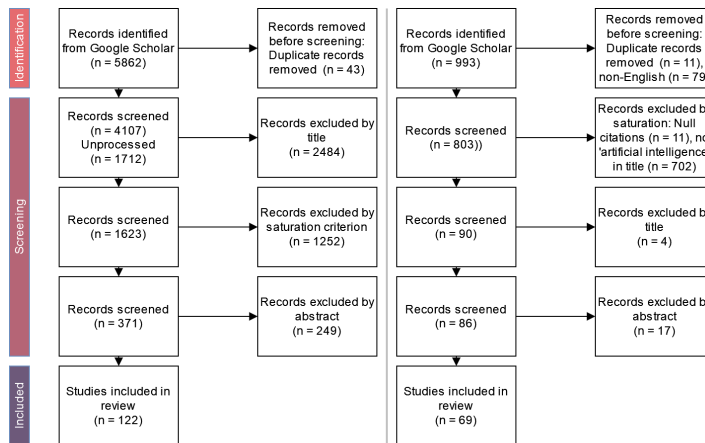 Identification
Records identified
from Google Scholar
(n = 5862)
Records removed
before screening:
Duplicate records
removed (n = 43)
Records identified
from Google Scholar
(n = 993)
Records removed
before screening:
Duplicate records
removed (n = 11),
non-English (n = 79
Screening
Records screened
(n = 4107)
Unprocessed
(n = 1712)
Records excluded by
title
(n = 2484)
Records screened
(n = 803))
Records excluded b
saturation: Null
citations (n = 11), no
'artificial intelligence
in title (n = 702)
Records screened
(n = 1623)
Records excluded by
saturation criterion
(n = 1252)
Records screened
(n = 90)
Records excluded b
title
(n = 4)
Records screened
(n = 371)
Records excluded by
abstract
(n = 249)
Records screened
(n = 86)
Records excluded b
abstract
(n = 17)
Included
Studies included in
review
(n = 122)
Studies included in
review
(n = 69)